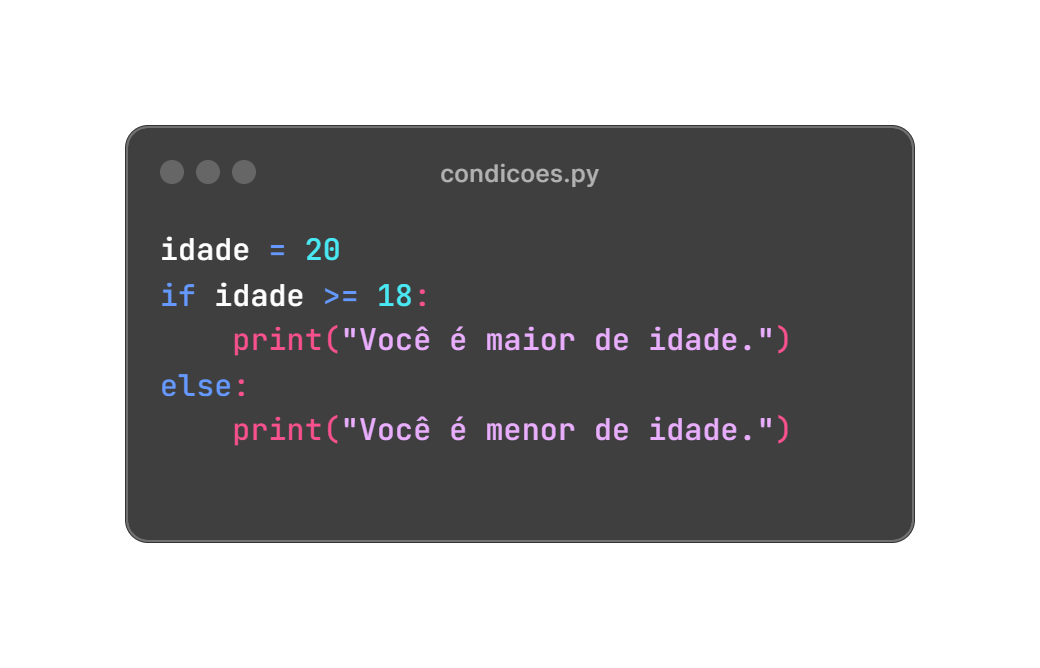 condicoes.py
idade = 20
if idade >= 18:
    print("Você é maior de idade.")
else:
    print("Você é menor de idade.")